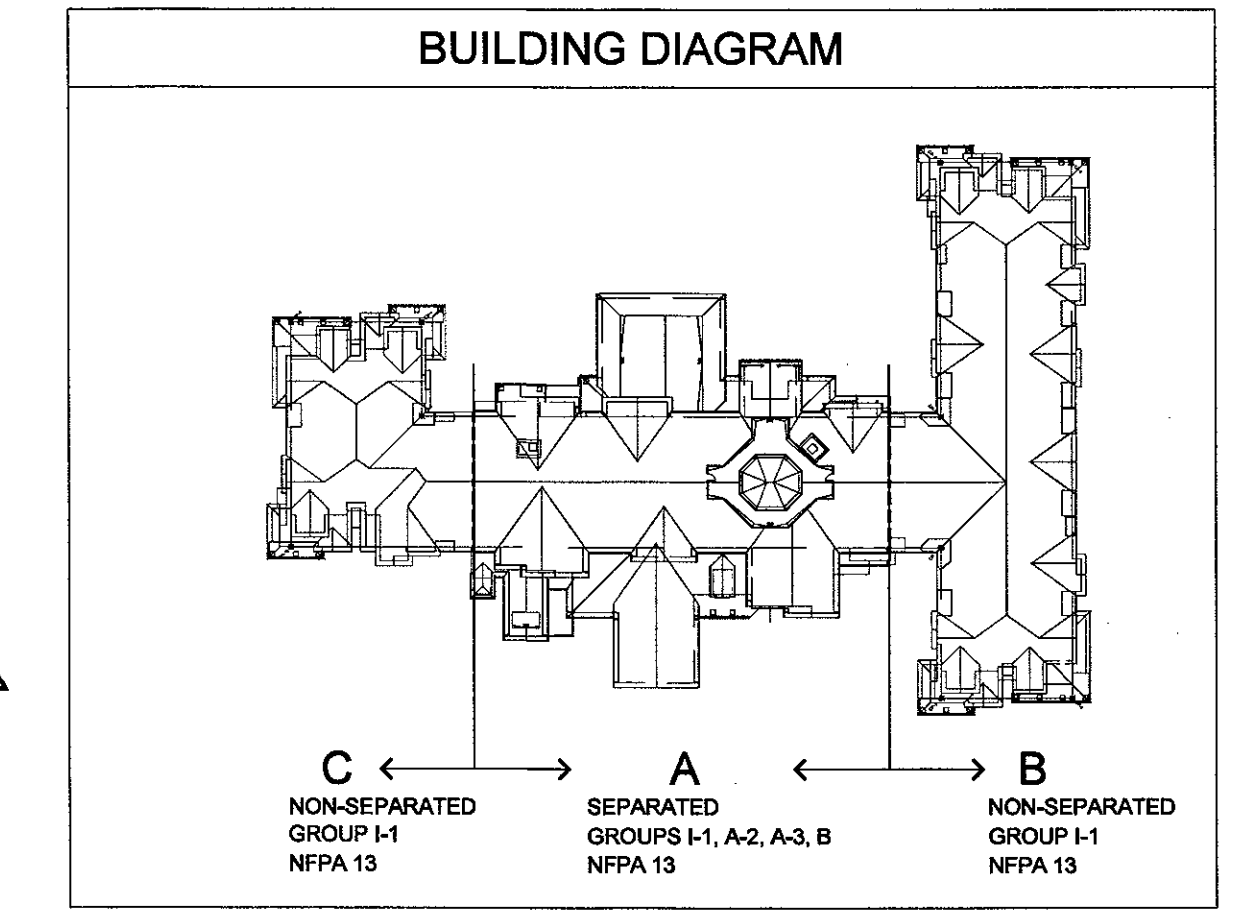 BUILDING DIAGRAM
C
NON-SEPARATED
GROUP I-1
NFPA 13
A
SEPARATED
GROUPS I-1, A-2, A-3, B
NFPA 13
B
NON-SEPARATED
GROUP I-1
NFPA 13